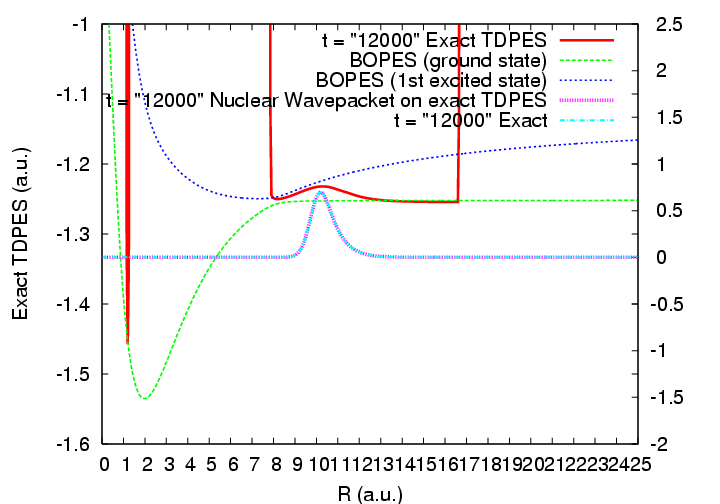 t = "12000" Exact TDPES
BOPES (ground state)
BOPES (1st excited state)
t = "12000" Nuclear Wavepacket on exact TDPES
t = "12000" Exact
Exact TDPES (a.u.)
-1
-1.1
-1.2
-1.3
-1.4
-1.5
-1.6
2.5
2
1.5
1
0.5
0
-0.5
-1
-1.5
-2
0 1 2 3 4 5 6 7 8 9 10 11 12 13 14 15 16 17 18 19 20 21 22 23 24 25
R (a.u.)